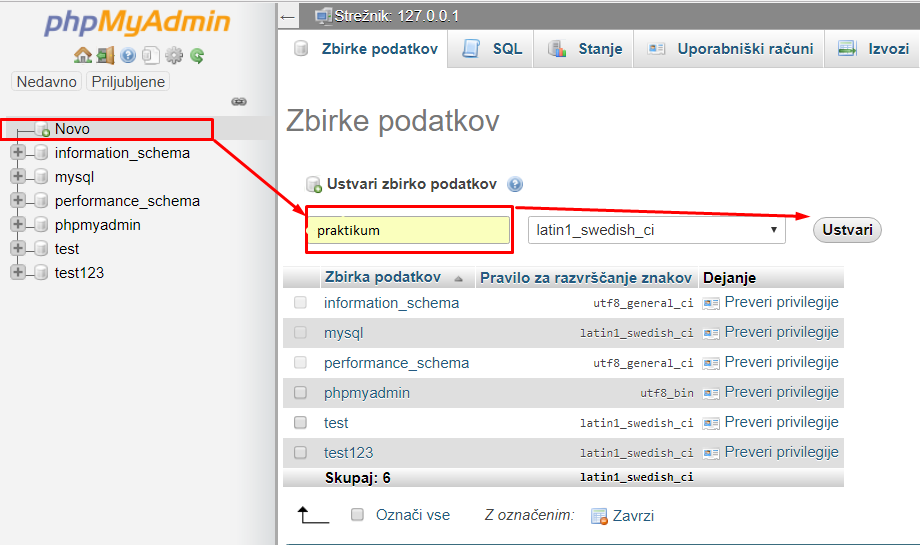 phpMyAdmin
Nedavno Priljubljene
Novo
information_schema
mysql
performance_schema
phpmyadmin
test
test123
Strežnik: 127.0.0.1
Zbirke podatkov SQL Stanje Uporabniški računi Izvozi
Zbirke podatkov
Ustvari zbirko podatkov
praktikum latin1_swedish_ci Ustvari
Zbirka podatkov Pravilo za razvrščanje znakov Dejanje
information_schema utf8_general_ci Preveri privilegije
mysql latin1_swedish_ci Preveri privilegije
performance_schema utf8_general_ci Preveri privilegije
phpmyadmin utf8_bin Preveri privilegije
test latin1_swedish_ci Preveri privilegije
test123 latin1_swedish_ci Preveri privilegije
Skupaj: 6 latin1_swedish_ci
Označi vse Z označenim: Zavrzi